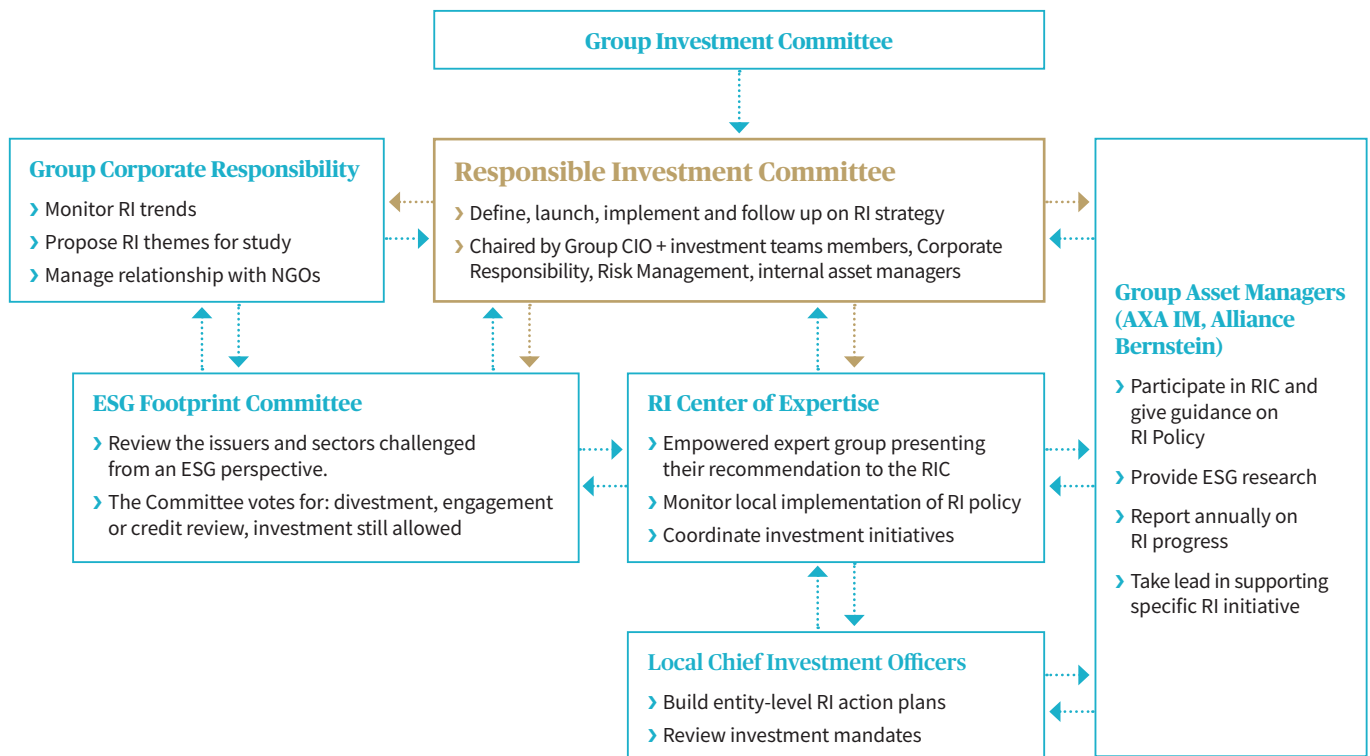 Group Investment Committee
Group Corporate Responsibility
❯ Monitor RI trends
❯ Propose RI themes for study
❯ Manage relationship with NGOs
Responsible Investment Committee
❯ Define, launch, implement and follow up on RI strategy
❯ Chaired by Group CIO + investment teams members, Corporate
Responsibility, Risk Management, internal asset managers
Group Asset Managers
(AXA IM, Alliance
Bernstein)
❯ Participate in RIC and
give guidance on
RI Policy
❯ Provide ESG research
❯ Report annually on
RI progress
❯ Take lead in supporting
specific RI initiative
ESG Footprint Committee
❯ Review the issuers and sectors challenged
from an ESG perspective.
❯ The Committee votes for: divestment, engagement
or credit review, investment still allowed
RI Center of Expertise
❯ Empowered expert group presenting
their recommendation to the RIC
❯ Monitor local implementation of RI policy
❯ Coordinate investment initiatives
Local Chief Investment Officers
❯ Build entity-level RI action plans
❯ Review investment mandates